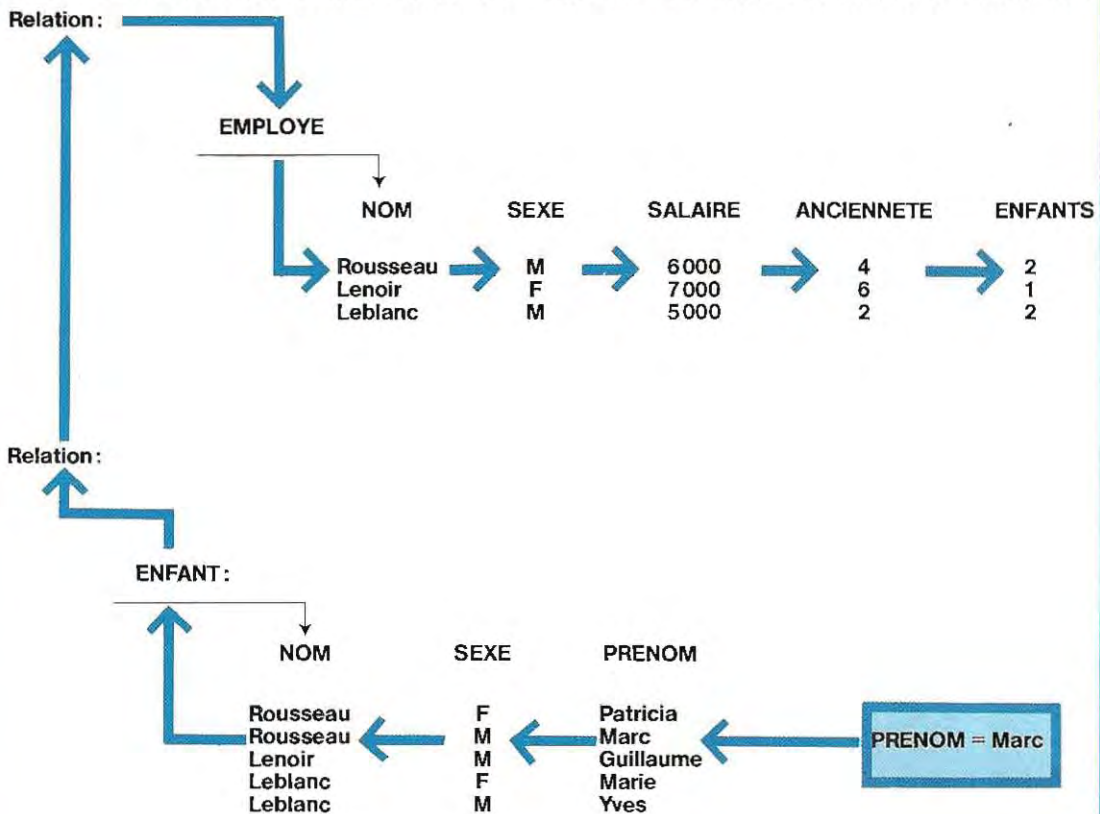 Relation:
EMPLOYE
NOM SEXE SALAIRE ANCIENNETE ENFANTS
Rousseau M 6000 4 2
Lenoir F 7000 6 1
Leblanc M 5000 2 2
Relation:
ENFANT:
NOM SEXE PRENOM
Rousseau F Patricia
Rousseau M Marc
Lenoir M Guillaume
Leblanc F Marie
Leblanc M Yves
PRENOM = Marc